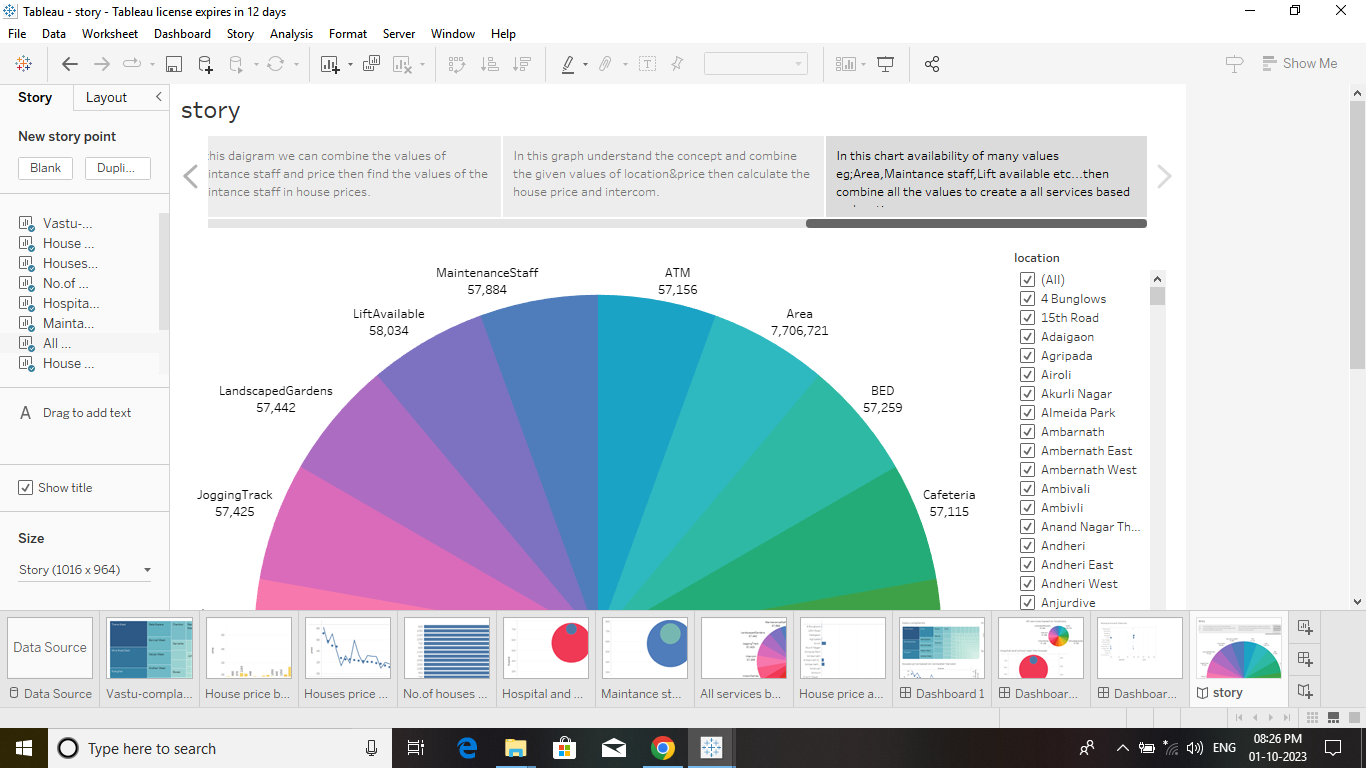 Tableau - story - Tableau license expires in 12 days
File Data Worksheet Dashboard Story Analysis Format Server Window Help
Show Me
Story Layout
New story point
Blank Dupli...
Vastu-...
House ...
Houses...
No.of ...
Hospita...
Mainta...
All ...
House ...
A Drag to add text
Show title
Size
Story (1016 x 964)
story
his daigram we can combine the values of
intance staff and price then find the values of the
intance staff in house prices.
In this graph understand the concept and combine
the given values of location&price then calculate the
house price and intercom.
In this chart availability of many values
eg;Area,Maintance staff,Lift available etc...then
combine all the values to create a all services based
MaintenanceStaff
57,884
ATM
57,156
LiftAvailable
58,034
Area
7,706,721
LandscapedGardens
57,442
BED
57,259
JoggingTrack
57,425
Cafeteria
57,115
location
(All)
4 Bunglows
15th Road
Adaigaon
Agripada
Airoli
Akurli Nagar
Almeida Park
Ambarnath
Ambernath East
Ambernath West
Ambivali
Ambivli
Anand Nagar Th...
Andheri
Andheri East
Andheri West
Anjurdive
Data Source
Data Source
Vastu-compla...
House price b...
Houses price ...
No.of houses ...
Hospital and ...
Maintance st...
All services b...
House price a...
Dashboard 1
Dashboar...
Dashboar...
story
Type here to search
ENG
08:26 PM
01-10-2023